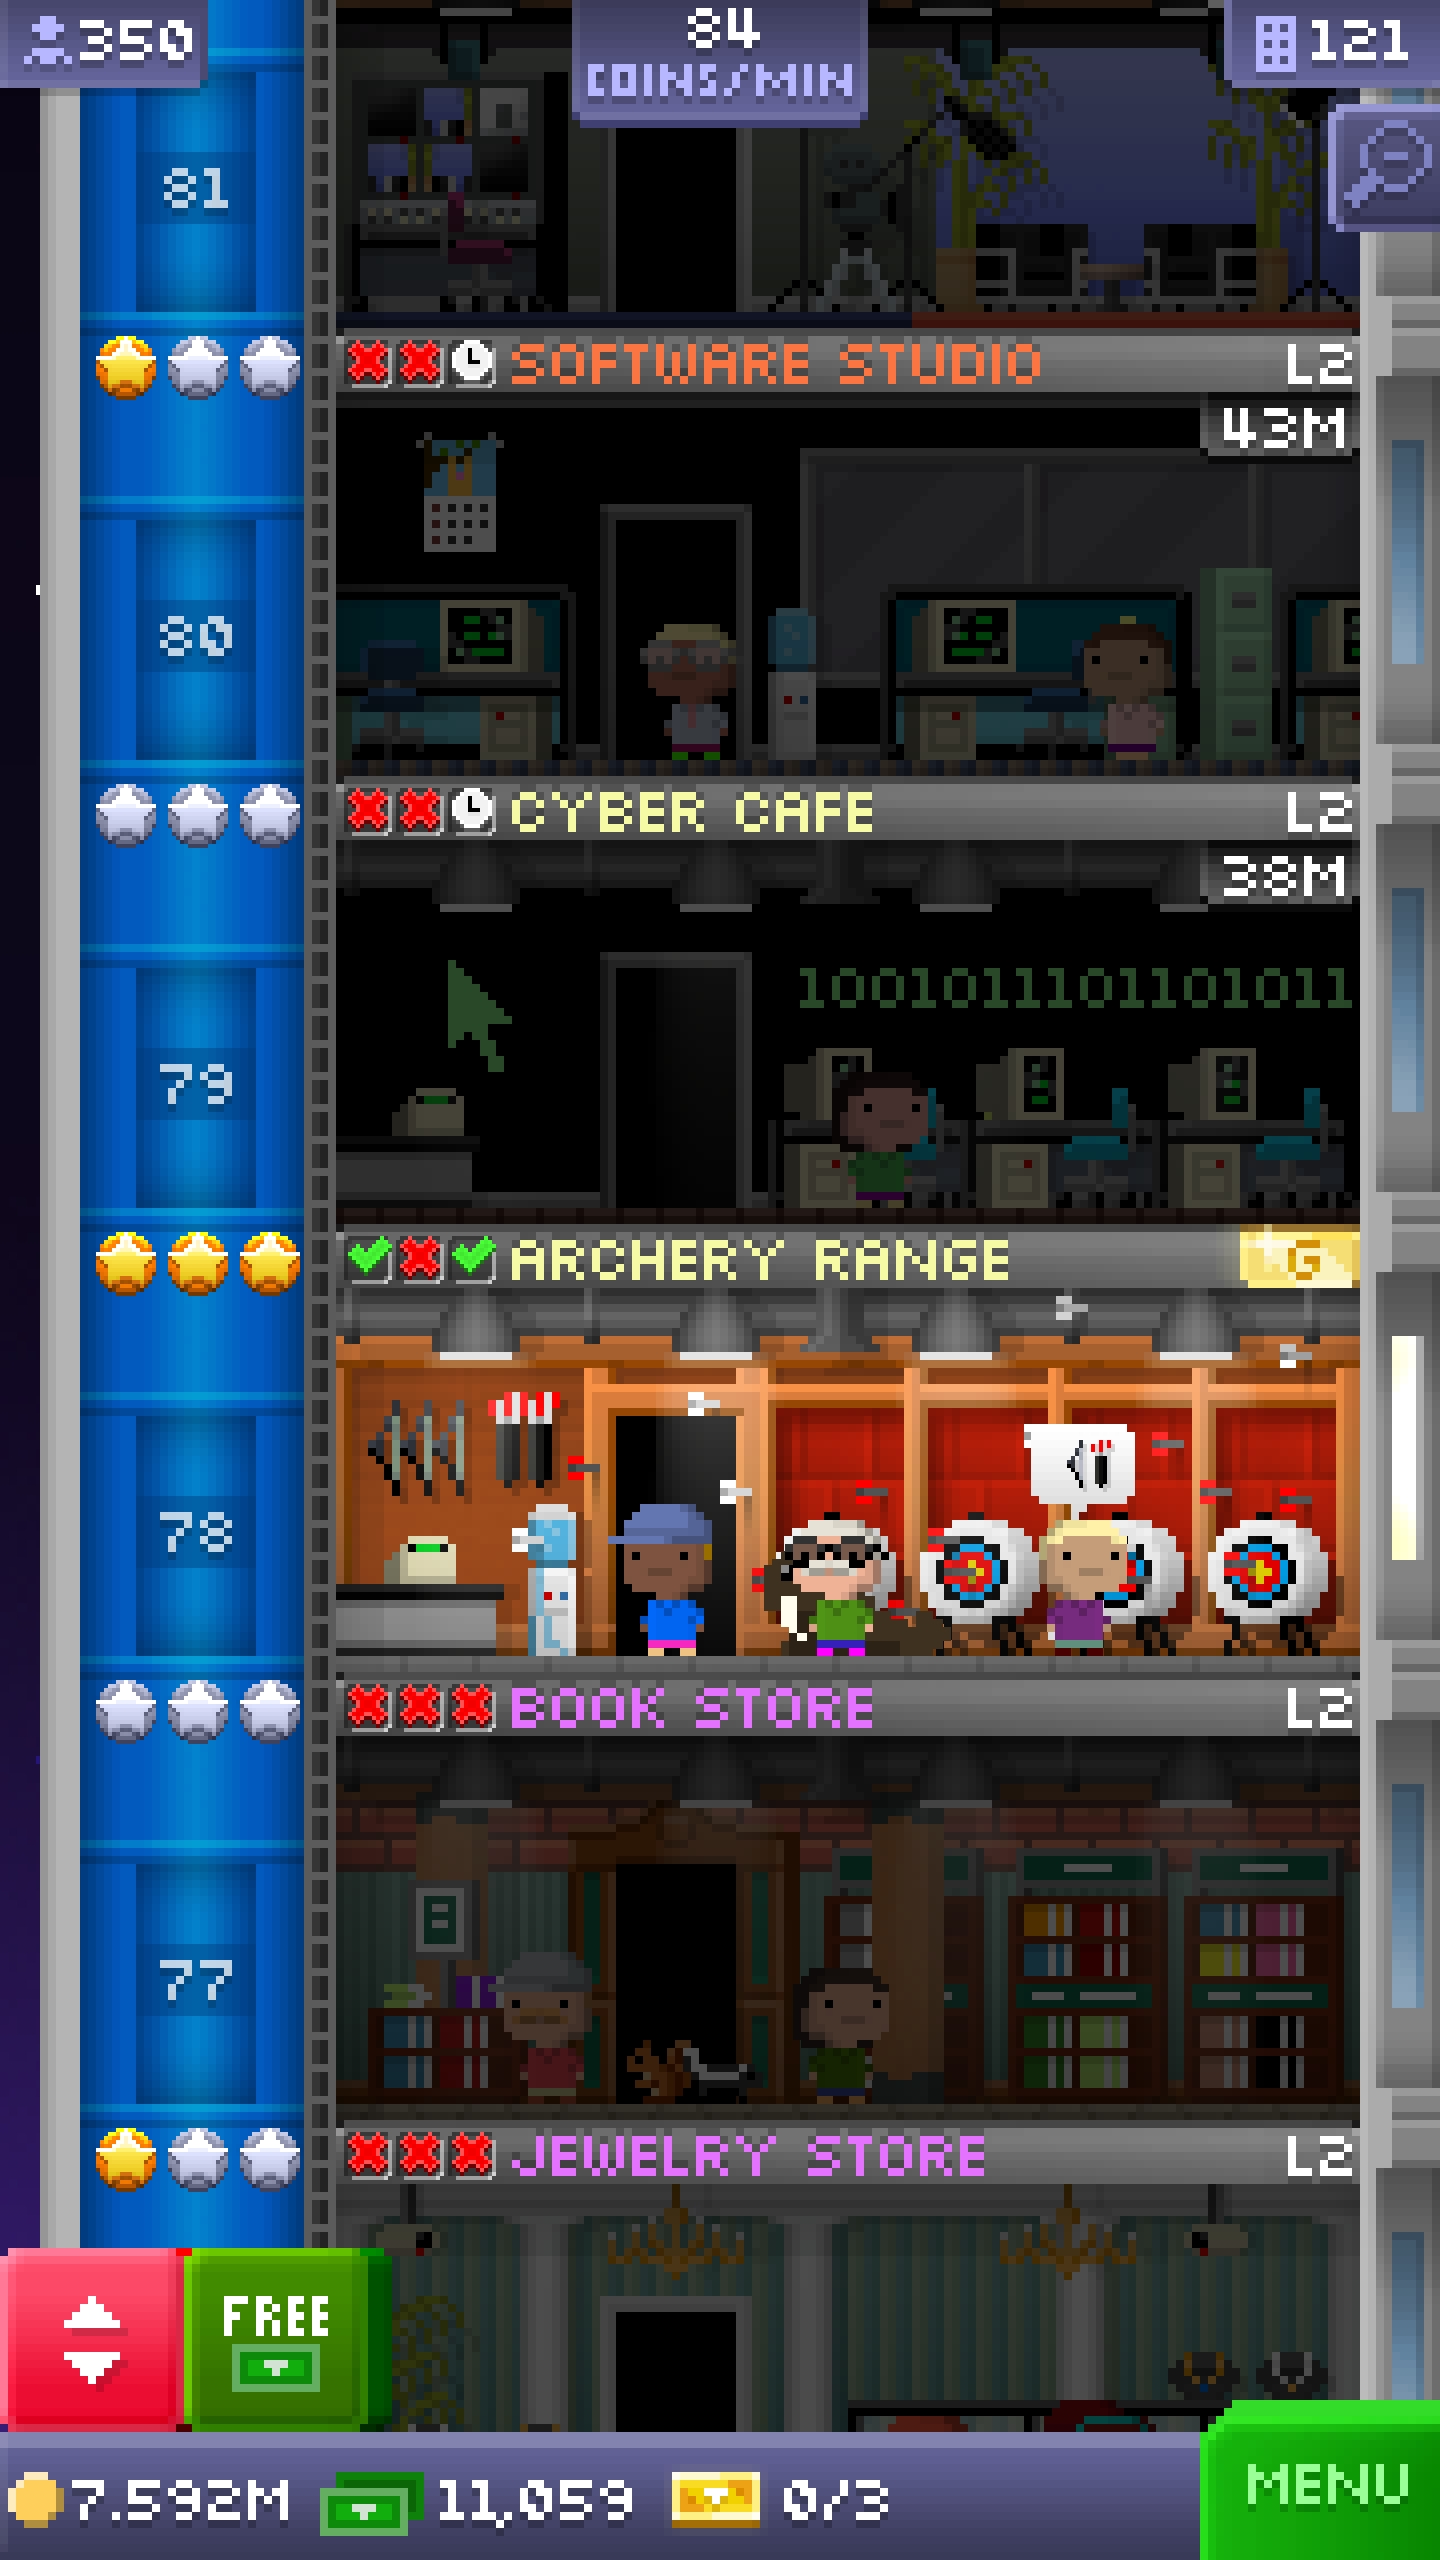 350
84
COINS/MIN
121
81
SOFTWARE STUDIO L2
43M
80
CYBER CAFE L2
38M
10010111101101011
79
ARCHERY RANGE G
78
BOOK STORE L2
77
JEWELRY STORE L2
FREE
7.592M 11,059 0/3
MENU